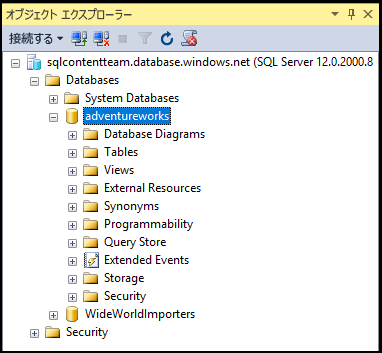 オブジェクト エクスプローラー
接続する
sqlcontentteam.database.windows.net (SQL Server 12.0.2000.8
Databases
System Databases
adventureworks
Database Diagrams
Tables
Views
External Resources
Synonyms
Programmability
Query Store
Extended Events
Storage
Security
WideWorldImporters
Security